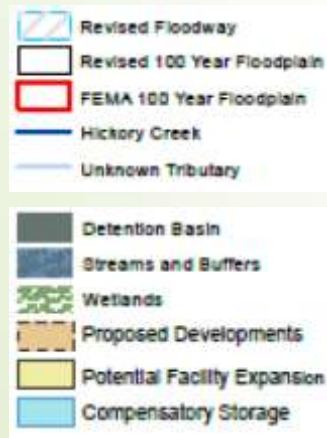 Revised Floodway
Revised 100 Year Floodplain
FEMA 100 Year Floodplain
Hickory Creek
Unknown Tributary
Detention Basin
Streams and Buffers
Wetlands
Proposed Developments
Potential Facility Expansion
Compensatory Storage